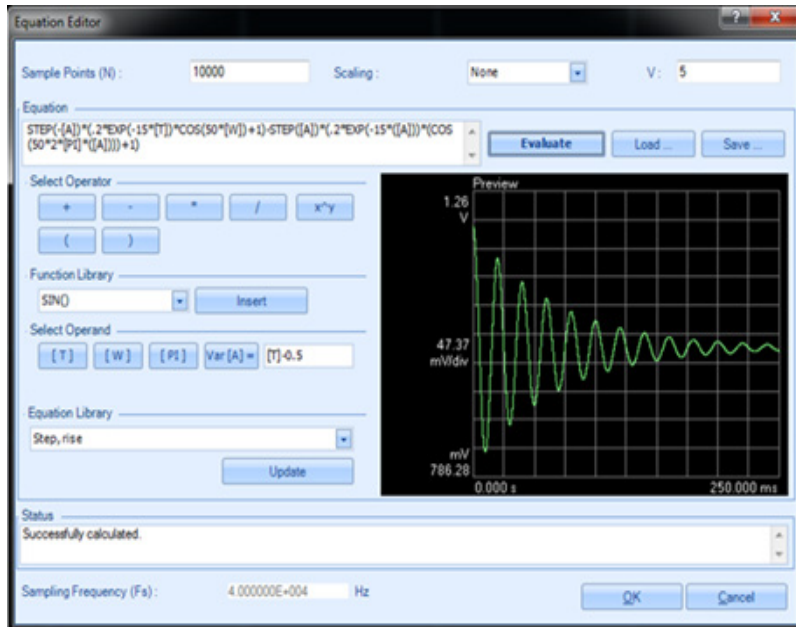 Equation Editor
Sample Points (N) : 10000 Scaling : None V : 5
Equation
STEP(-[A])*(.2*EXP(-15*[T])*COS(50*[W])+1)-STEP([A])*(.2*EXP(-15*([A]))*(COS
(50*2*[PI]*([A])))+1)
Evaluate Load ... Save ...
Select Operator
+ - * / x^y
( )
Function Library
SIN() Insert
Select Operand
[ T ] [ W ] [ PI ] Var [A] = [T]-0.5
Equation Library
Step, rise
Update
Preview
1.26
V
47.37
mV/div
mV
786.28
0.000 s 250.000 ms
Status
Successfully calculated.
Sampling Frequency (Fs) : 4.000000E+004 Hz
OK Cancel